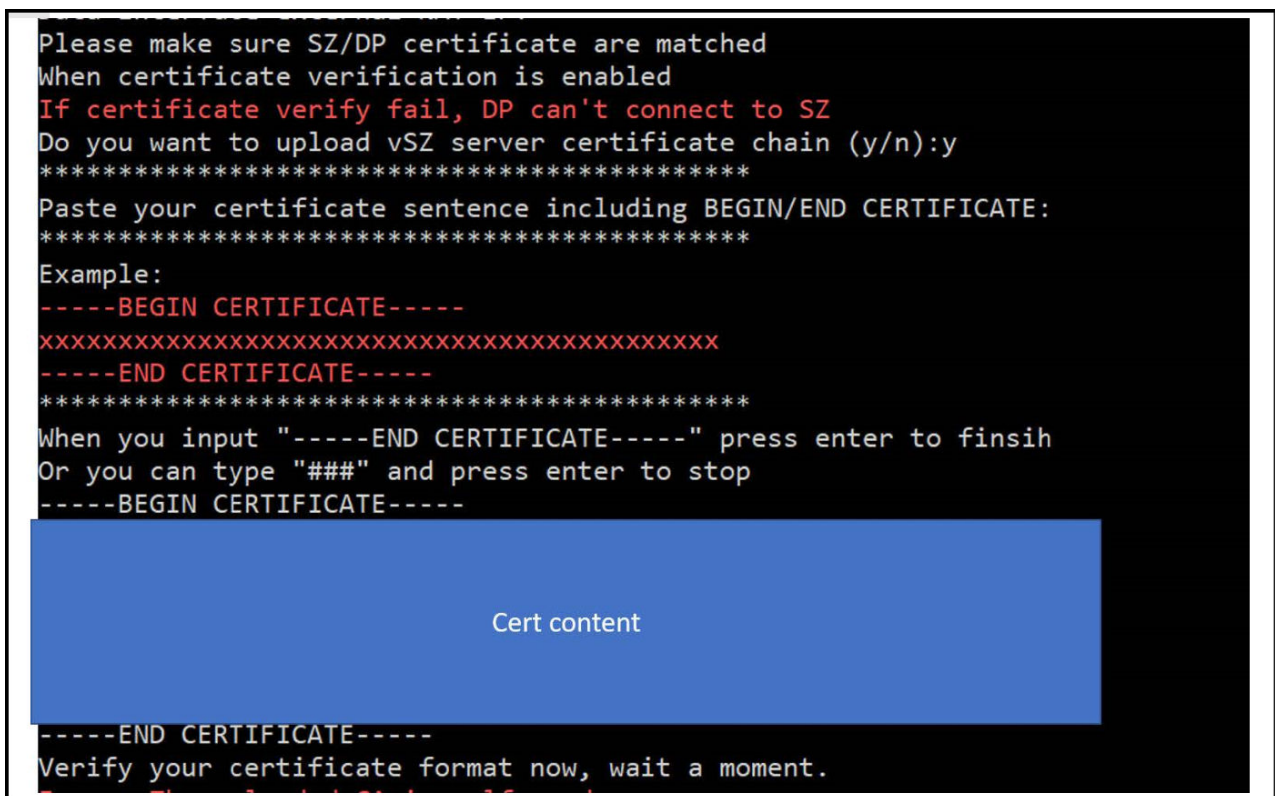 Please make sure SZ/DP certificate are matched
When certificate verification is enabled
If certificate verify fail, DP can't connect to SZ
Do you want to upload vSZ server certificate chain (y/n):y
*********************************************
Paste your certificate sentence including BEGIN/END CERTIFICATE:
*********************************************
Example:
-----BEGIN CERTIFICATE-----
xxxxxxxxxxxxxxxxxxxxxxxxxxxxxxxxxxxxxxxxxxx
-----END CERTIFICATE-----
*********************************************
When you input "-----END CERTIFICATE-----" press enter to finsih
Or you can type "###" and press enter to stop
-----BEGIN CERTIFICATE-----
Cert content
-----END CERTIFICATE-----
Verify your certificate format now, wait a moment.